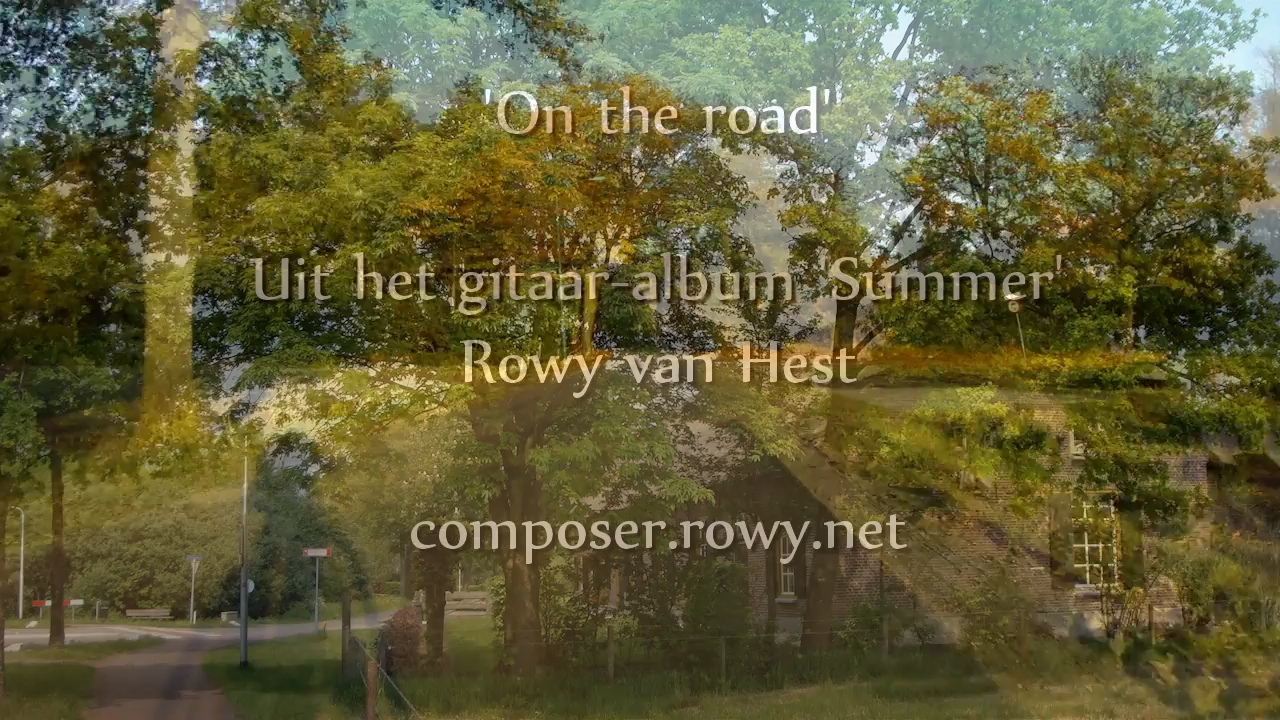 'On the road'
Uit het gitaar-album 'Summer'
Rowy van Hest
composer.rowy.net